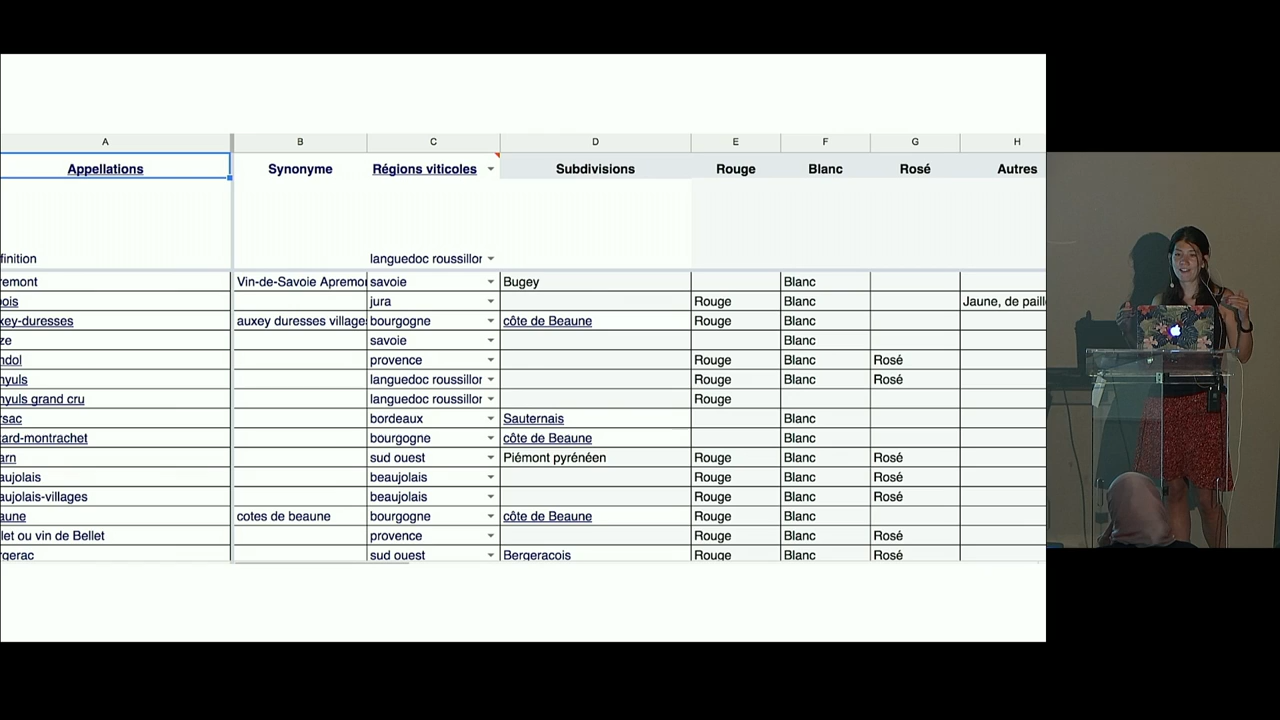 A B C D E F G H
Appellations Synonyme Régions viticoles Subdivisions Rouge Blanc Rosé Autres
finition languedoc roussillor
remont Vin-de-Savoie Apremor savoie Bugey Blanc
ois jura Rouge Blanc Jaune, de paill
xey-duresses auxey duresses village bourgogne côte de Beaune Rouge Blanc
ze savoie Blanc
ndol provence Rouge Blanc Rosé
nyuls languedoc roussillor Rouge Blanc Rosé
nyuls grand cru languedoc roussillor Rouge
rsac bordeaux Sauternais Blanc
tard-montrachet bourgogne côte de Beaune Blanc
arn sud ouest Piémont pyrénéen Rouge Blanc Rosé
aujolais beaujolais Rouge Blanc Rosé
aujolais-villages beaujolais Rouge Blanc Rosé
aune cotes de beaune bourgogne côte de Beaune Rouge Blanc
let ou vin de Bellet provence Rouge Blanc Rosé
rgerac sud ouest Bergeracois Rouge Blanc Rosé